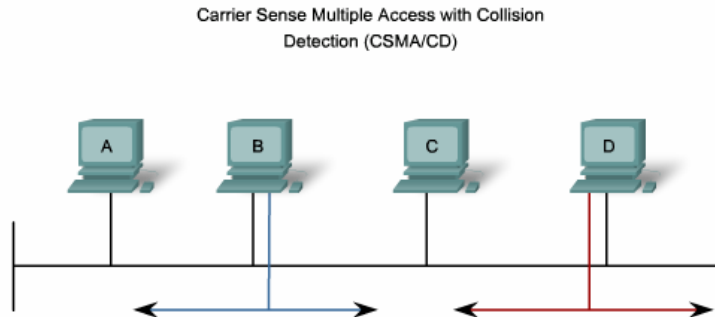 Carrier Sense Multiple Access with Collision
Detection (CSMA/CD)
A
B
C
D